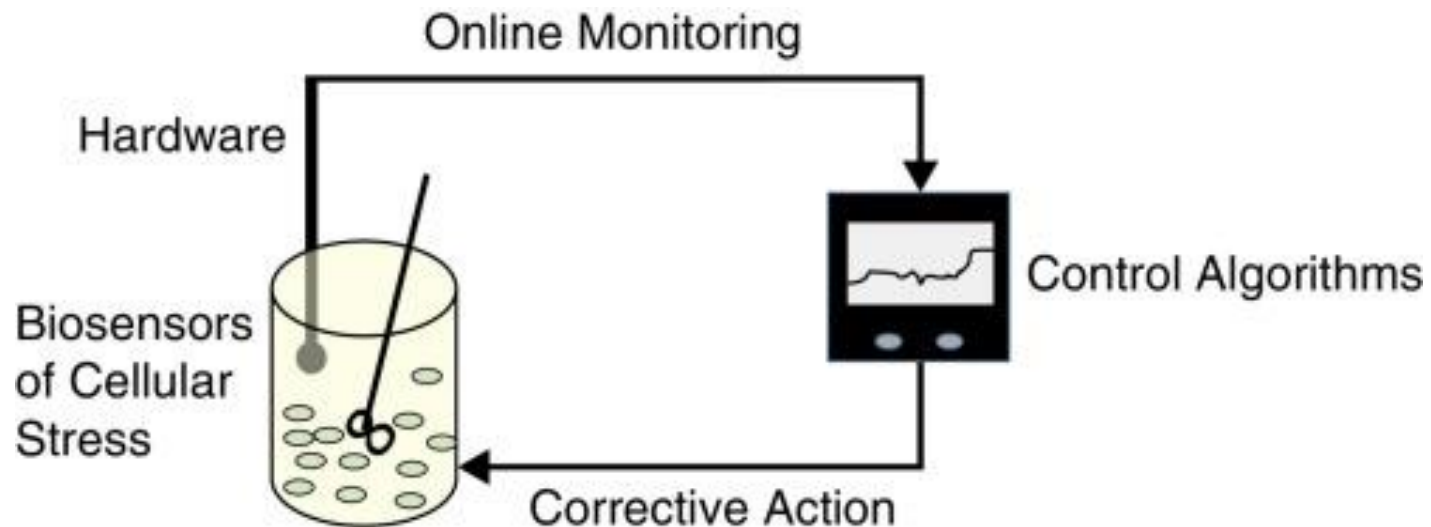 Online Monitoring
Hardware
Control Algorithms
Biosensors
of Cellular
Stress
Corrective Action